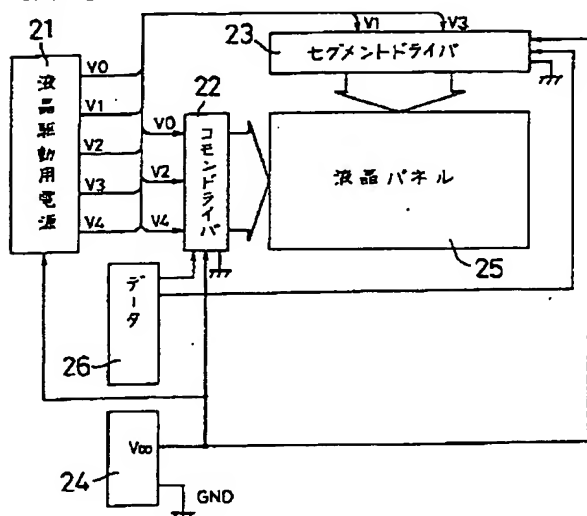 21
液晶駆動用電源
V0
V1
V2
V3
V4
V1
V3
23
セグメントドライバ
22
V0
V2
V4
コモンドライバ
液晶パネル
25
データ
26
VDD
24
GND